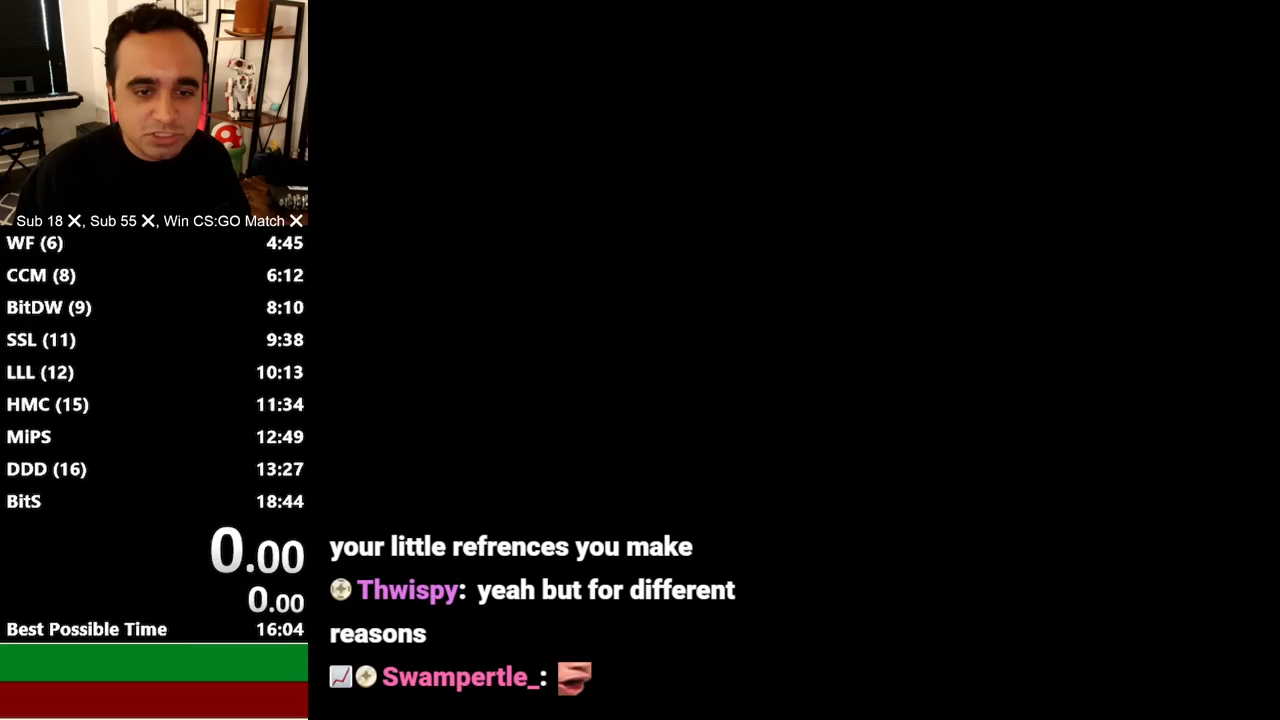 Sub 18 ❌, Sub 55 ❌, Win CS:GO Match ❌
WF (6) 4:45
CCM (8) 6:12
BitDW (9) 8:10
SSL (11) 9:38
LLL (12) 10:13
HMC (15) 11:34
MiPS 12:49
DDD (16) 13:27
BitS 18:44
0.00
0.00
Best Possible Time 16:04
your little refrences you make
Thwispy: yeah but for different
reasons
Swampertle_: